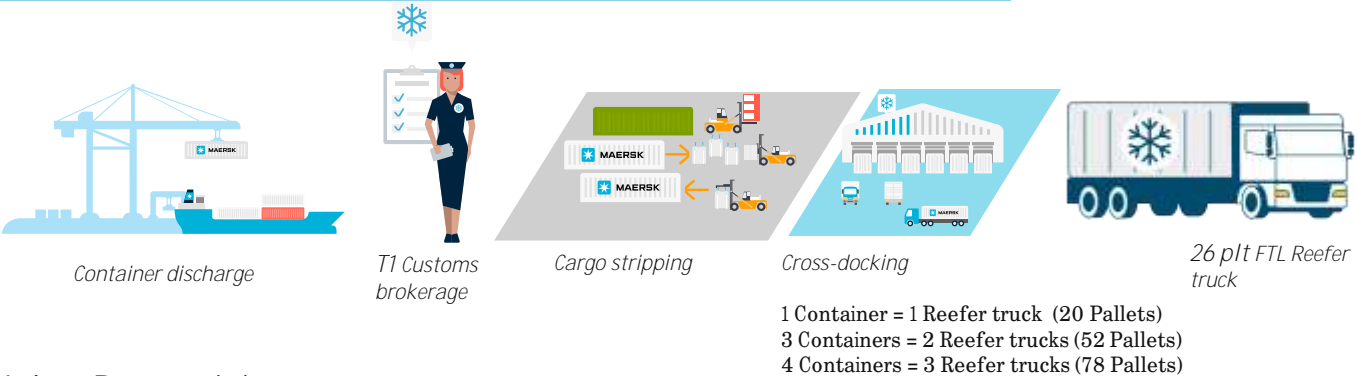 MAERSK
MAERSK
MAERSK
MAERSK
Container discharge
T1 Customs
brokerage
Cargo stripping
Cross-docking
26 plt FTL Reefer
truck
1 Container = 1 Reefer truck (20 Pallets)
3 Containers = 2 Reefer trucks (52 Pallets)
4 Containers = 3 Reefer trucks (78 Pallets)